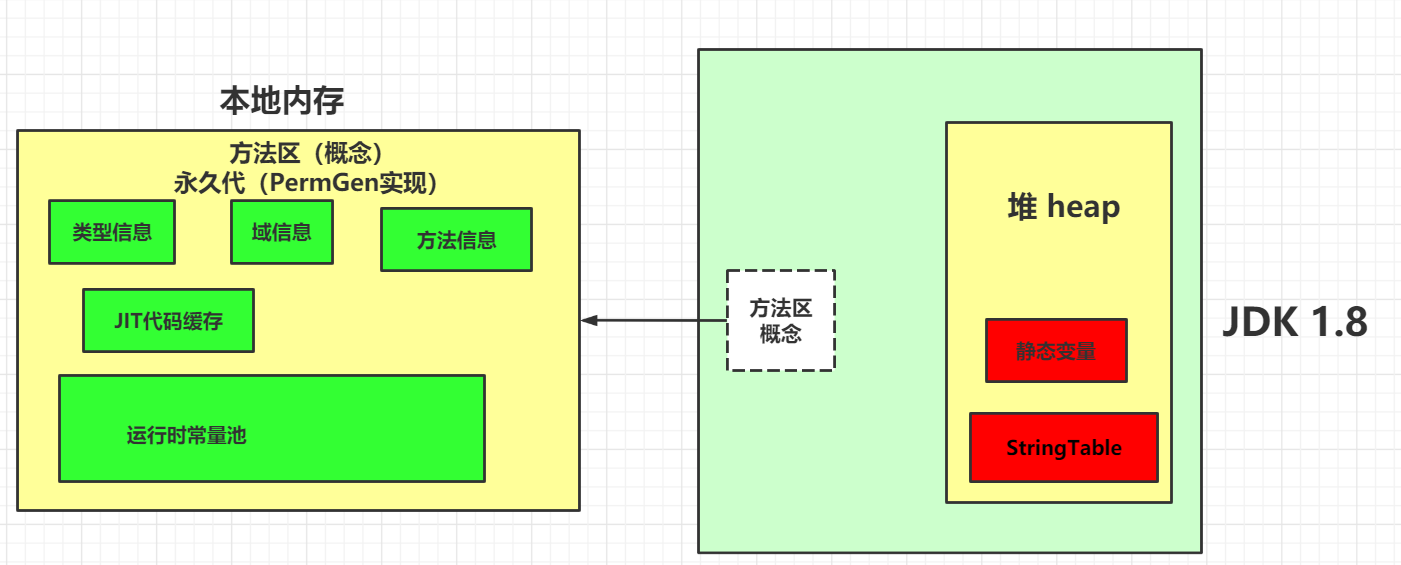 本地内存
方法区（概念）
永久代（PermGen实现）
类型信息
域信息
方法信息
JIT代码缓存
运行时常量池
方法区
概念
堆 heap
静态变量
StringTable
JDK 1.8